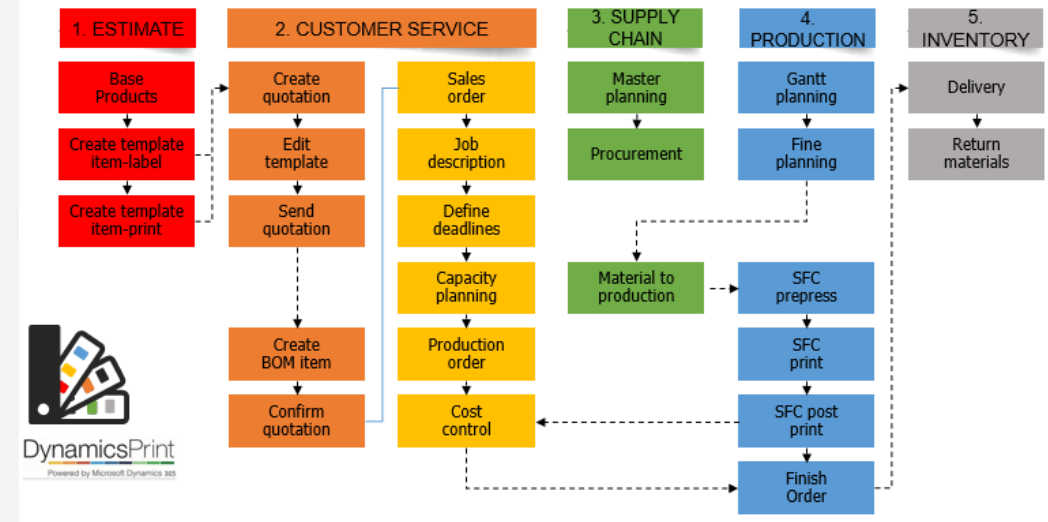 1. ESTIMATE
2. CUSTOMER SERVICE
3. SUPPLY
CHAIN
4.
PRODUCTION
5.
INVENTORY
Base
Products
Create template
item-label
Create template
item-print
Create
quotation
Edit
template
Send
quotation
Create
BOM item
Confirm
quotation
Sales
order
Job
description
Define
deadlines
Capacity
planning
Production
order
Cost
control
Master
planning
Procurement
Material to
production
Gantt
planning
Fine
planning
SFC
prepress
SFC
print
SFC post
print
Finish
Order
Delivery
Return
materials
DynamicsPrint
Powered by Microsoft Dynamics 365